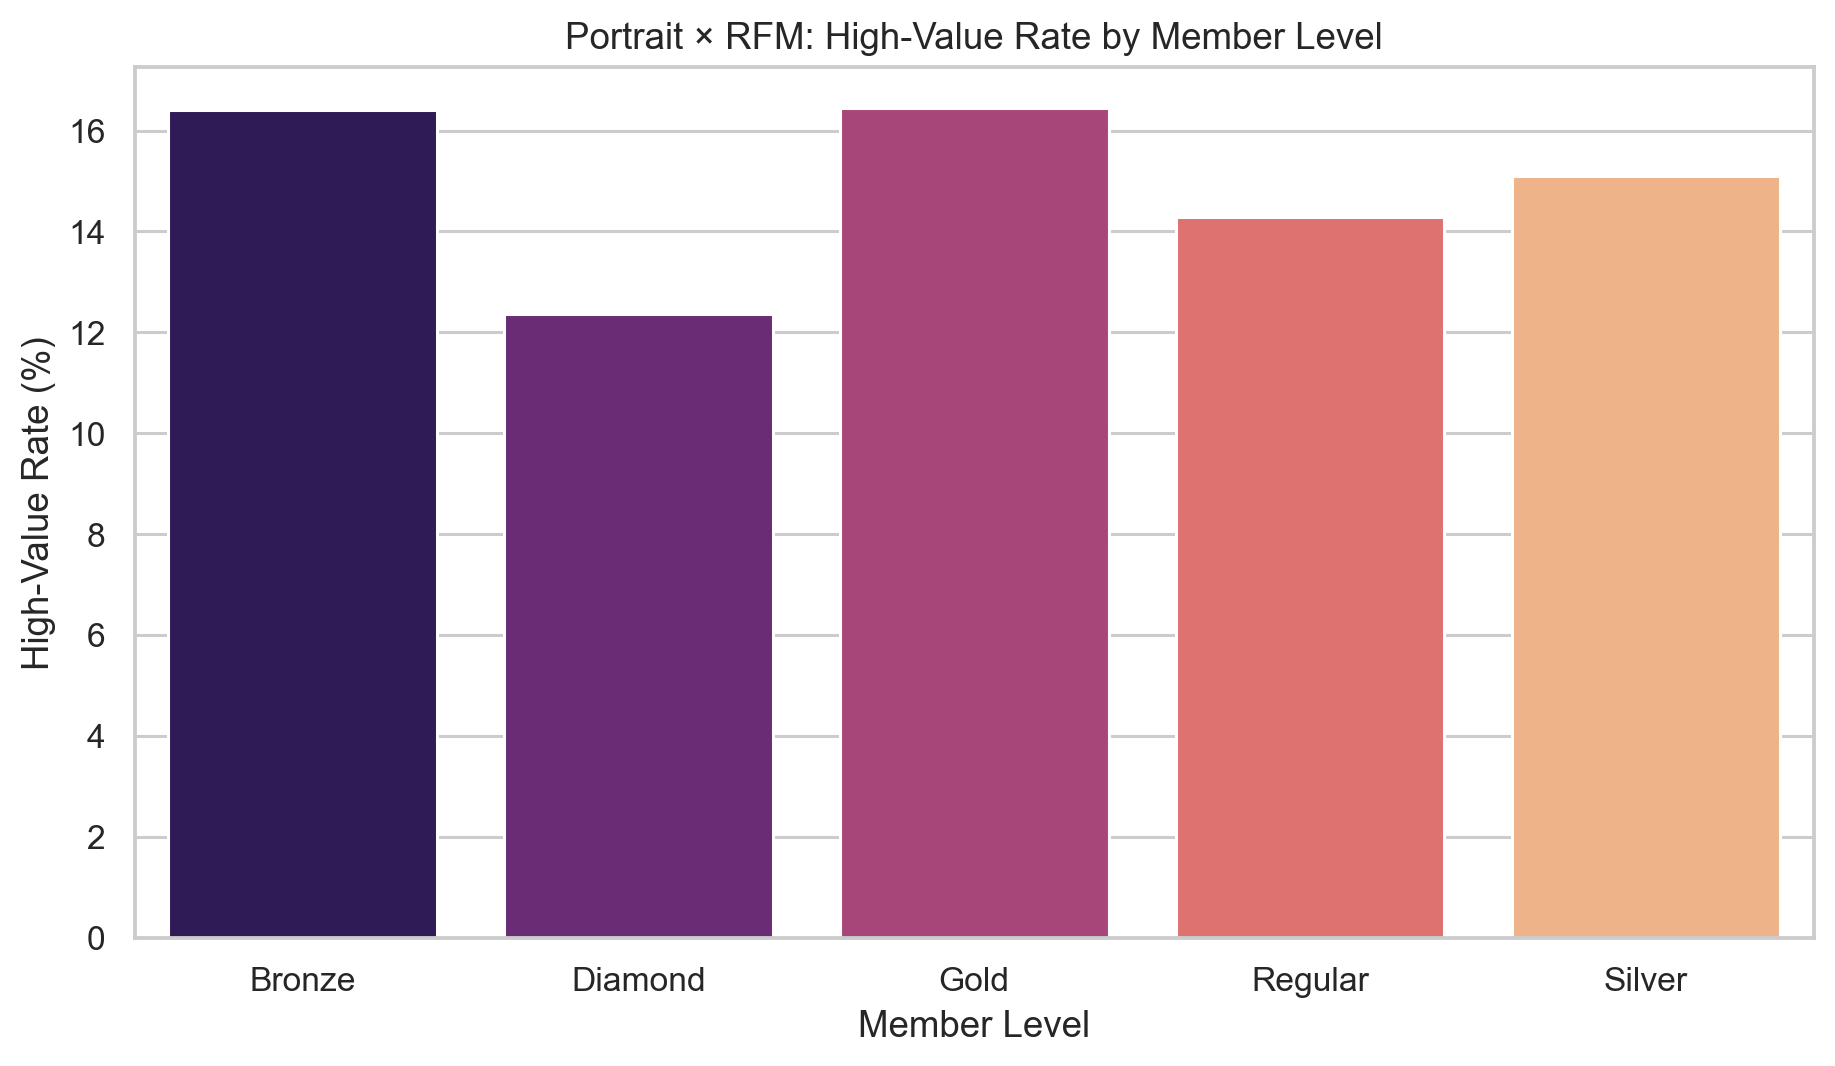 Portrait × RFM: High-Value Rate by Member Level
High-Value Rate (%)
16
14
12
10
8
6
4
2
0
Bronze
Diamond
Gold
Regular
Silver
Member Level